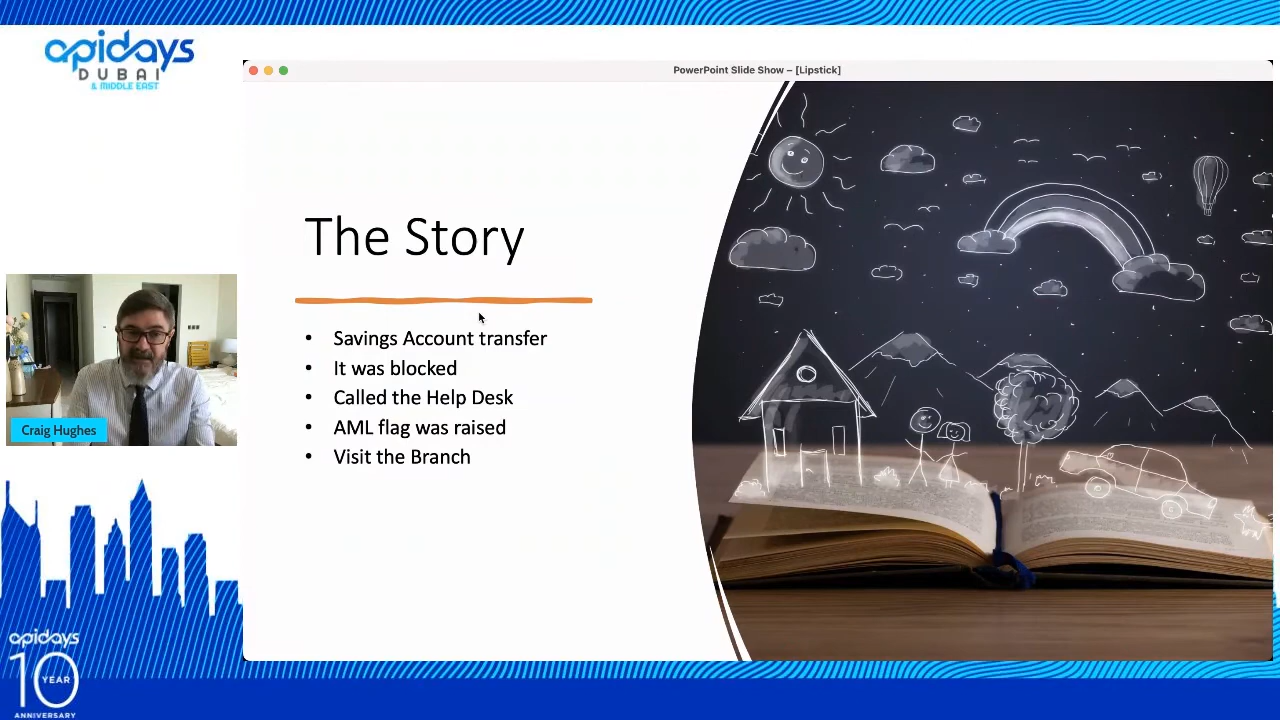 apidays
DUBAI
& MIDDLE EAST
PowerPoint Slide Show – [Lipstick]
The Story
• Savings Account transfer
• It was blocked
• Called the Help Desk
• AML flag was raised
• Visit the Branch
Craig Hughes
apidays
10
YEAR
ANNIVERSARY